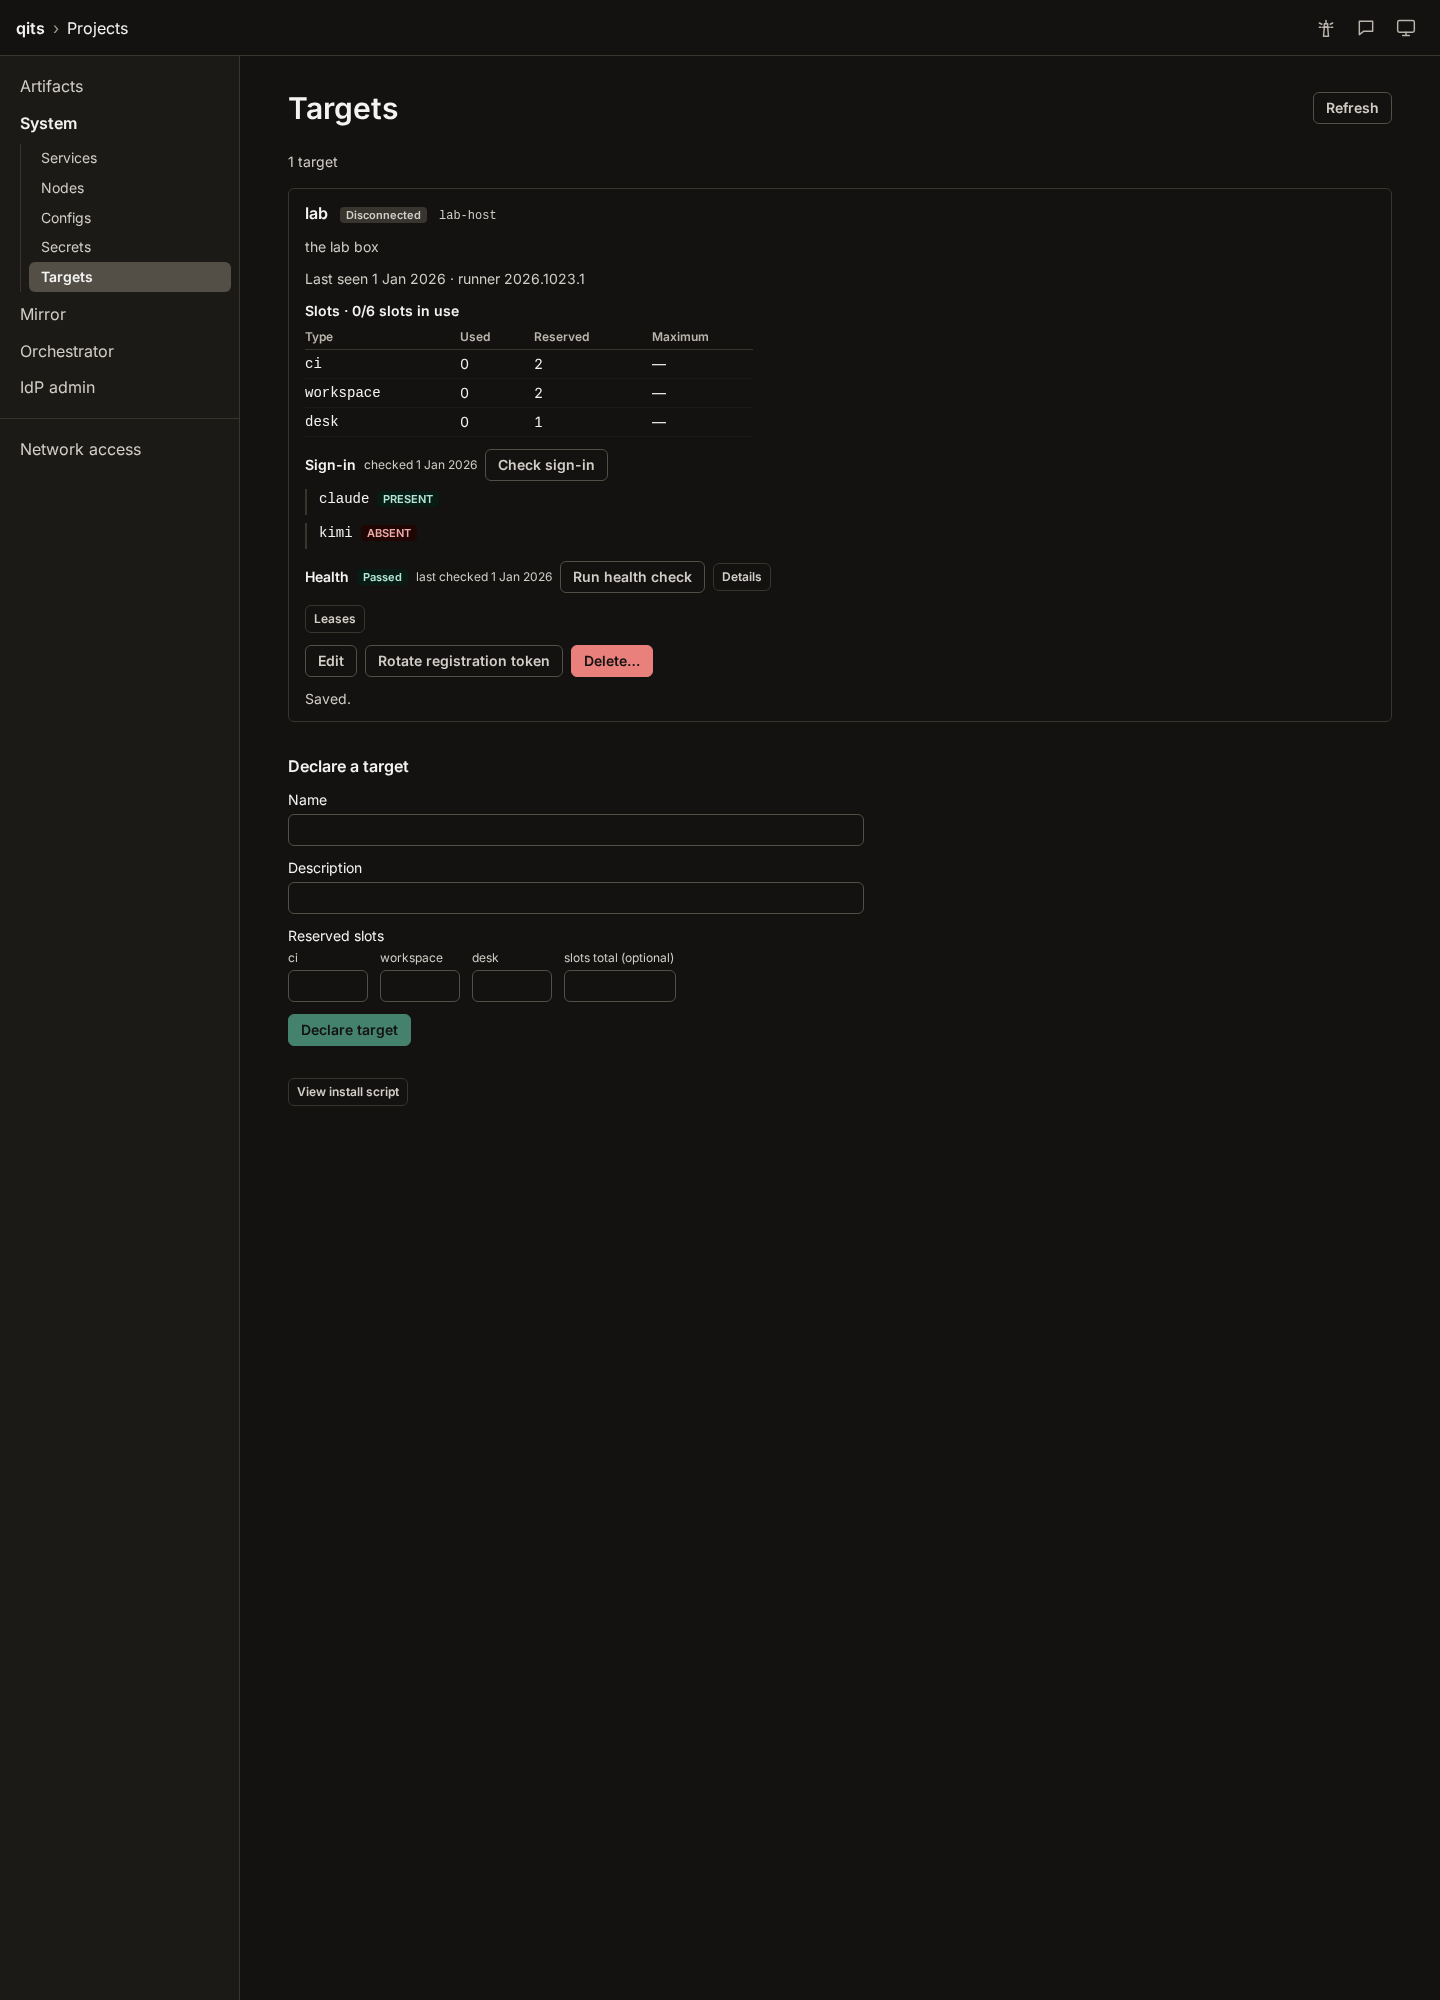 qits › Projects
Artifacts
System
Services
Nodes
Configs
Secrets
Targets
Mirror
Orchestrator
IdP admin
Network access
Targets
Refresh
1 target
lab Disconnected lab-host
the lab box
Last seen 1 Jan 2026 · runner 2026.1023.1
Slots · 0/6 slots in use
Type Used Reserved Maximum
ci 0 2 —
workspace 0 2 —
desk 0 1 —
Sign-in checked 1 Jan 2026 Check sign-in
claude PRESENT
kimi ABSENT
Health Passed last checked 1 Jan 2026 Run health check Details
Leases
Edit Rotate registration token Delete…
Saved.
Declare a target
Name
Description
Reserved slots
ci workspace desk slots total (optional)
Declare target
View install script